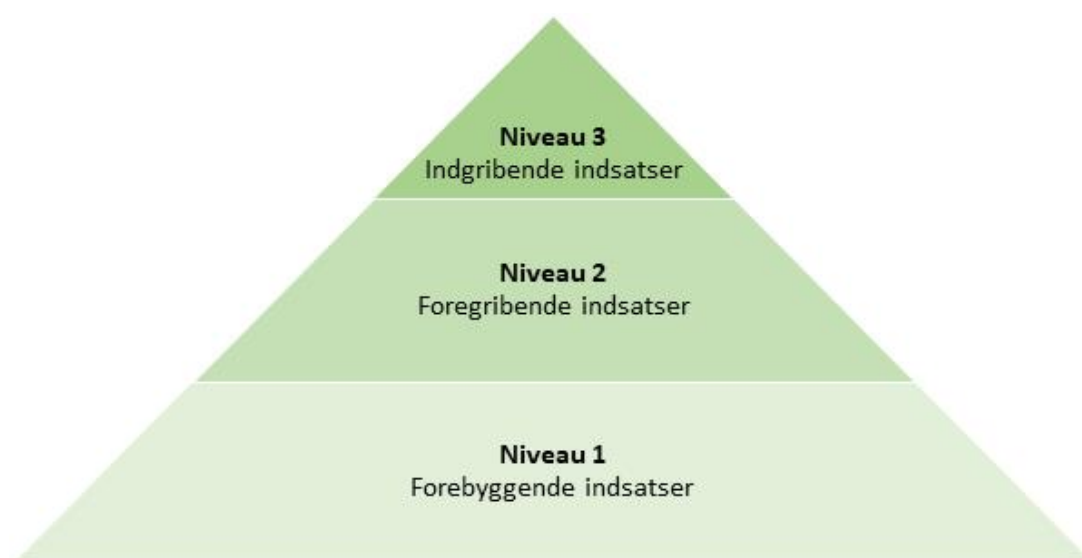 Niveau 3
Indgribende indsatser
Niveau 2
Foregribende indsatser
Niveau 1
Forebyggende indsatser